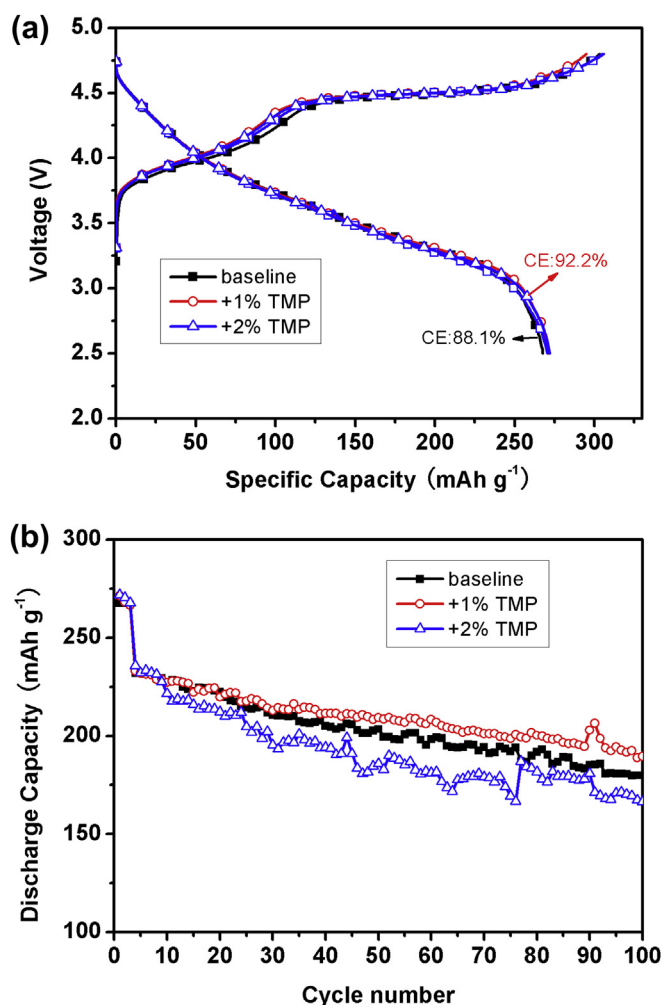 (a)
5.0
4.5
4.0
3.5
3.0
2.5
2.0
Voltage (V)
baseline
+1% TMP
+2% TMP
CE:92.2%
CE:88.1%
0 50 100 150 200 250 300
Specific Capacity (mAh g⁻¹)
(b)
300
250
200
150
100
Discharge Capacity (mAh g⁻¹)
baseline
+1% TMP
+2% TMP
0 10 20 30 40 50 60 70 80 90 100
Cycle number